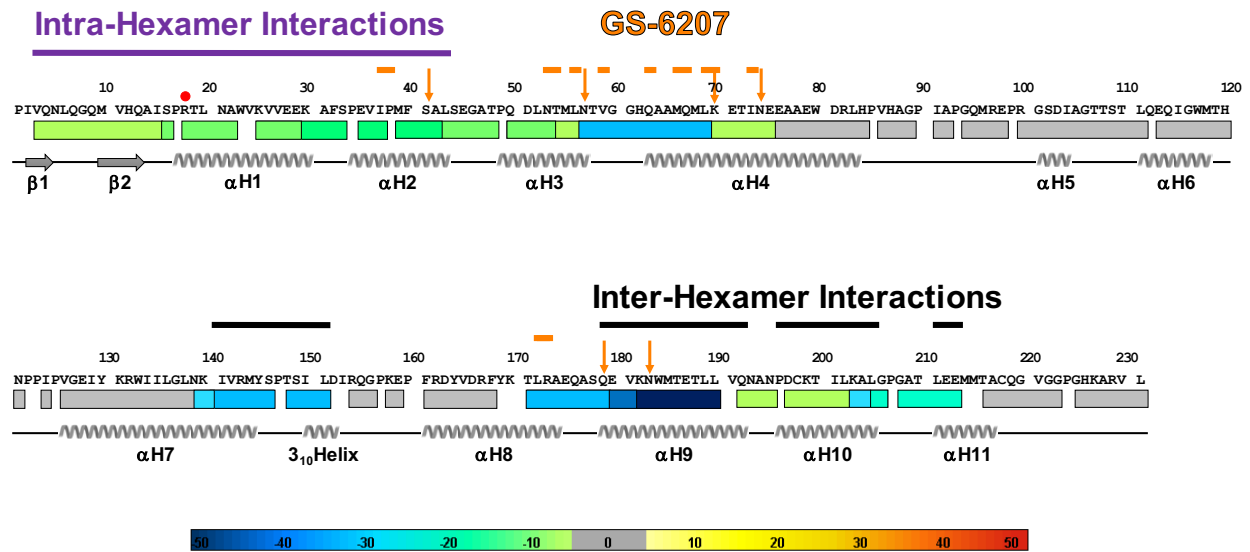 Intra-Hexamer Interactions GS-6207
10 20 30 40 50 60 70 80 90 100 110 120
PIVQNLQGQM VHQAISPRTL NAWVKVVEEK AFSPEVIPMF SALSEGATPQ DLNTMLNTVG GHQAAMQMLK ETINEEAAEW DRLHPVHAGP IAPGQMREPR GSDIAGTTST LQEQIGWMTH
β1 β2 αH1 αH2 αH3 αH4 αH5 αH6
Inter-Hexamer Interactions
130 140 150 160 170 180 190 200 210 220 230
NPPIPVGEIY KRWIILGLNK IVRMYSPTSI LDIRQGPKEP FRDYVDRFYK TLRAEQASQE VKNWMTETLL VQNANPDCKT ILKALGPGAT LEEMMTACQG VGGPGHKARV L
αH7 3₁₀Helix αH8 αH9 αH10 αH11
-50 -40 -30 -20 -10 0 10 20 30 40 50